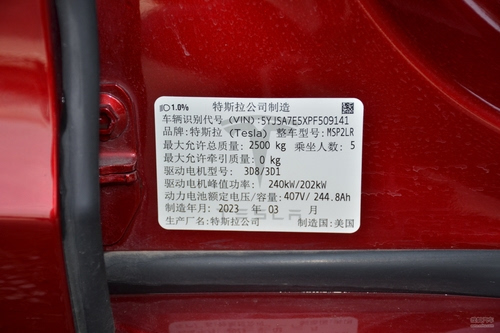 1.0% 特斯拉公司制造
车辆识别代号（VIN）:5YJSA7E5XPF509141
品牌：特斯拉 （Tesla） 整车型号：MSP2LR
最大允许总质量： 2500 kg 乘坐人数： 5
最大允许牵引质量： 0 kg
驱动电机型号： 3D8/3D1
驱动电机峰值功率： 240kW/202kW
动力电池额定电压/容量：407V/ 244.8Ah
制造年月： 2023 年 03 月
TESLA
生产厂名：特斯拉公司 制造国：美国